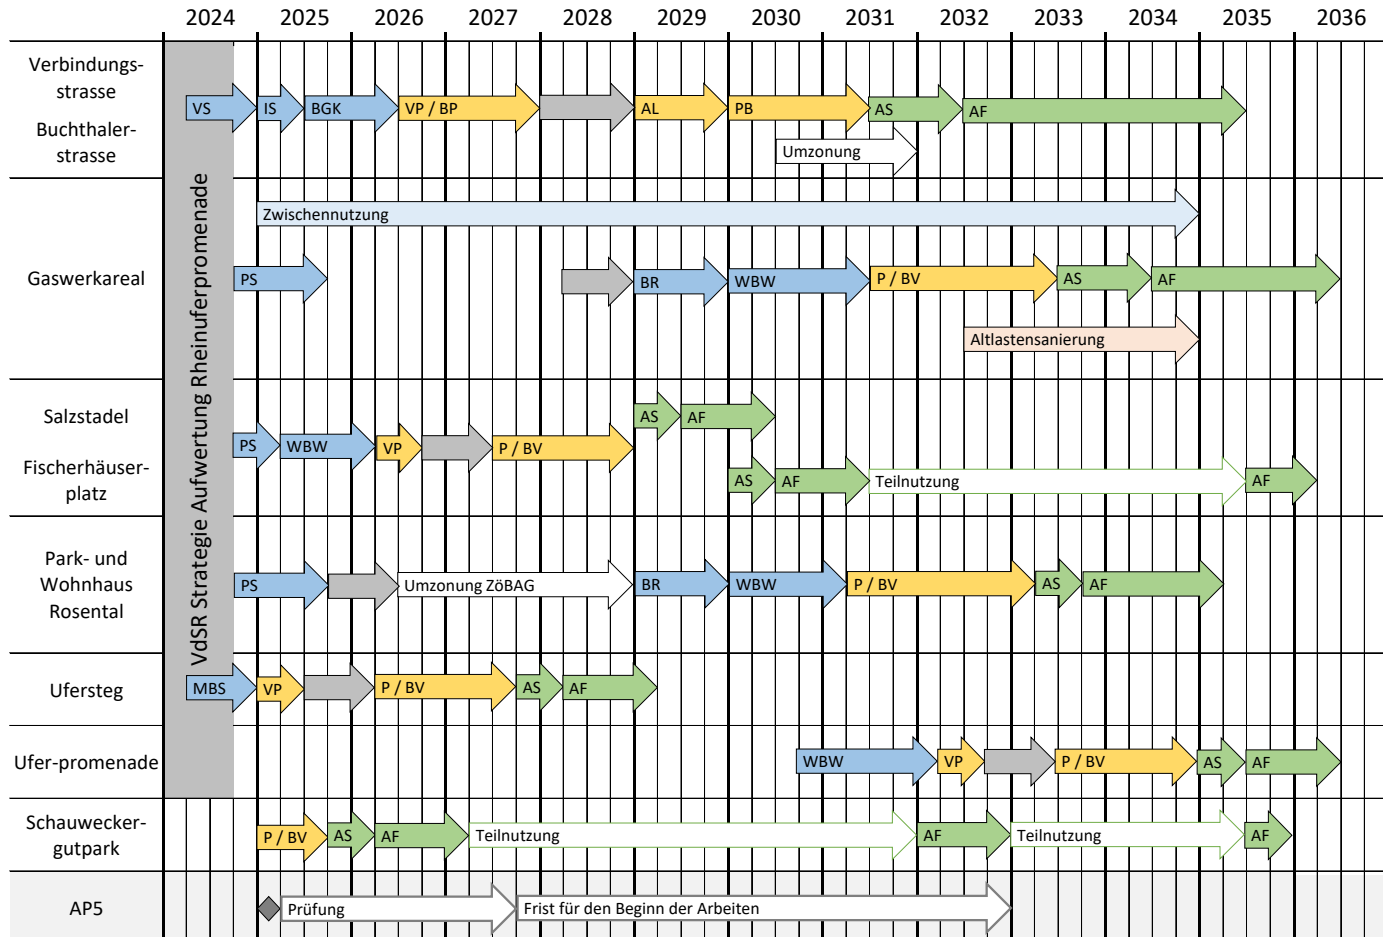 2024 2025 2026 2027 2028 2029 2030 2031 2032 2033 2034 2035 2036
VdSR Strategie Aufwertung Rheinuferpromenade
Verbindungs-
strasse
Buchthaler-
strasse
VS IS BGK VP / BP AL PB AS AF
Umzonung
Gaswerkareal
Zwischennutzung
PS BR WBW P / BV AS AF
Altlastensanierung
Salzstadel
Fischerhäuser-
platz
AS AF
PS WBW VP P / BV
AS AF Teilnutzung AF
Park- und
Wohnhaus
Rosental
PS Umzonung ZöBAG BR WBW P / BV AS AF
Ufersteg
MBS VP P / BV AS AF
Ufer-promenade
WBW VP P / BV AS AF
Schauwecker-
gutpark
P / BV AS AF Teilnutzung AF Teilnutzung AF
AP5
Prüfung Frist für den Beginn der Arbeiten